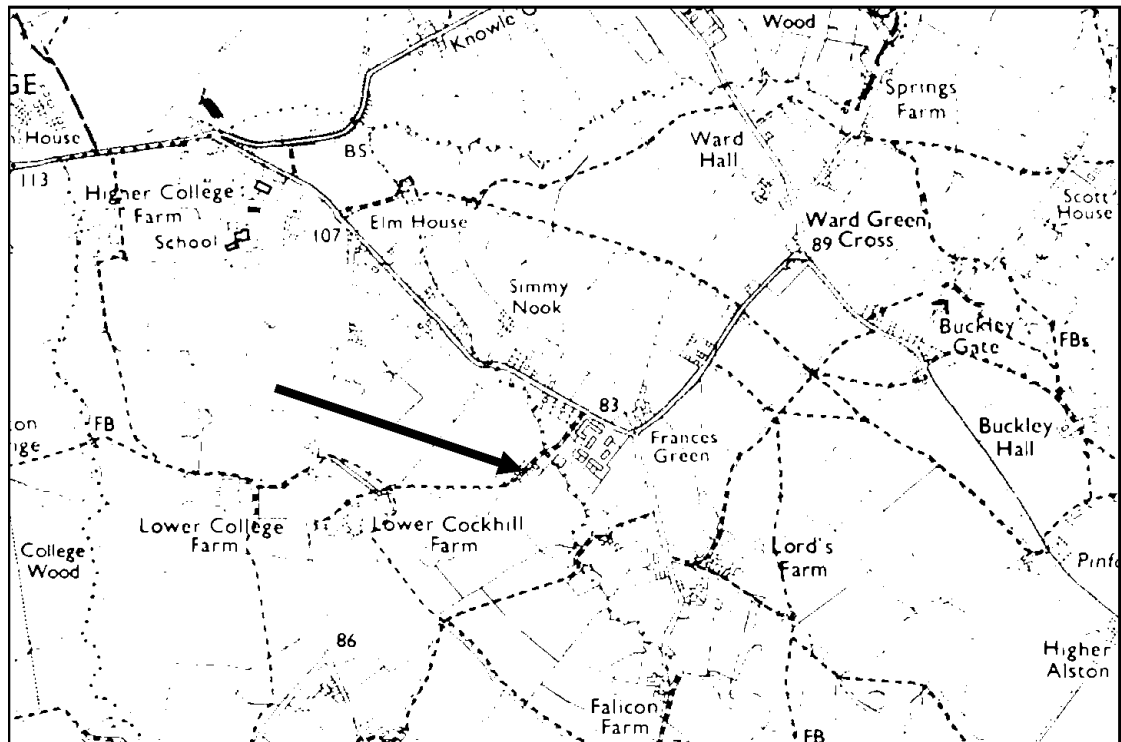 Wood
Knowle
GE
Springs
Farm
House
BS
Ward
Hall
113
Higher College
Farm
Scott
House
Elm House
School
107
Ward Green
Cross
89
Simmy
Nook
Buckley
Gate
FBs
83
FB
Frances
Green
Buckley
Hall
Lower College
Farm
Lower Cockhill
Farm
College
Wood
Lord's
Farm
86
Higher
Alston
Falicon
Farm
FB